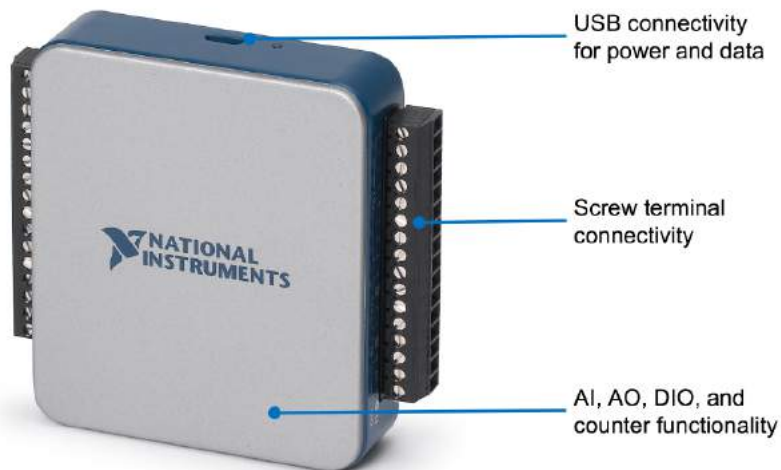 USB connectivity
for power and data
NATIONAL
INSTRUMENTS
Screw terminal
connectivity
AI, AO, DIO, and
counter functionality